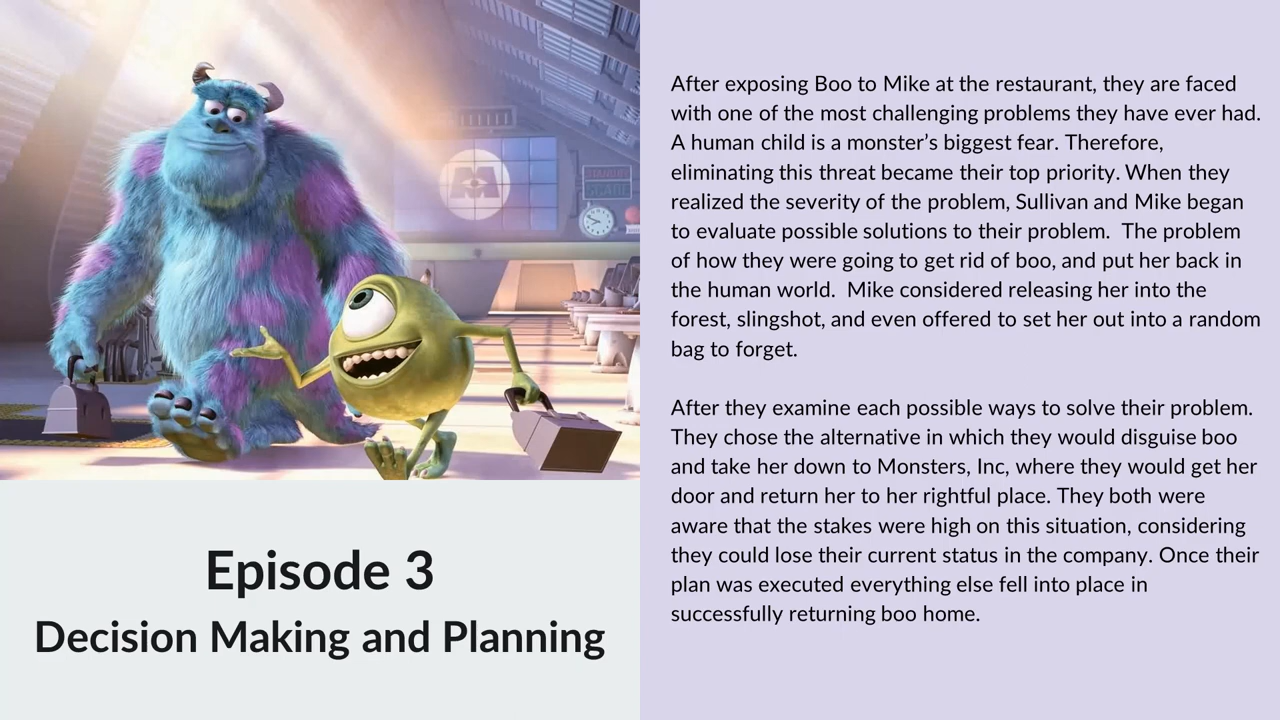 After exposing Boo to Mike at the restaurant, they are faced
with one of the most challenging problems they have ever had.
A human child is a monster’s biggest fear. Therefore,
eliminating this threat became their top priority. When they
realized the severity of the problem, Sullivan and Mike began
to evaluate possible solutions to their problem.  The problem
of how they were going to get rid of boo, and put her back in
the human world.  Mike considered releasing her into the
forest, slingshot, and even offered to set her out into a random
bag to forget.
After they examine each possible ways to solve their problem.
They chose the alternative in which they would disguise boo
and take her down to Monsters, Inc, where they would get her
door and return her to her rightful place. They both were
aware that the stakes were high on this situation, considering
they could lose their current status in the company. Once their
plan was executed everything else fell into place in
successfully returning boo home.
Episode 3
Decision Making and Planning